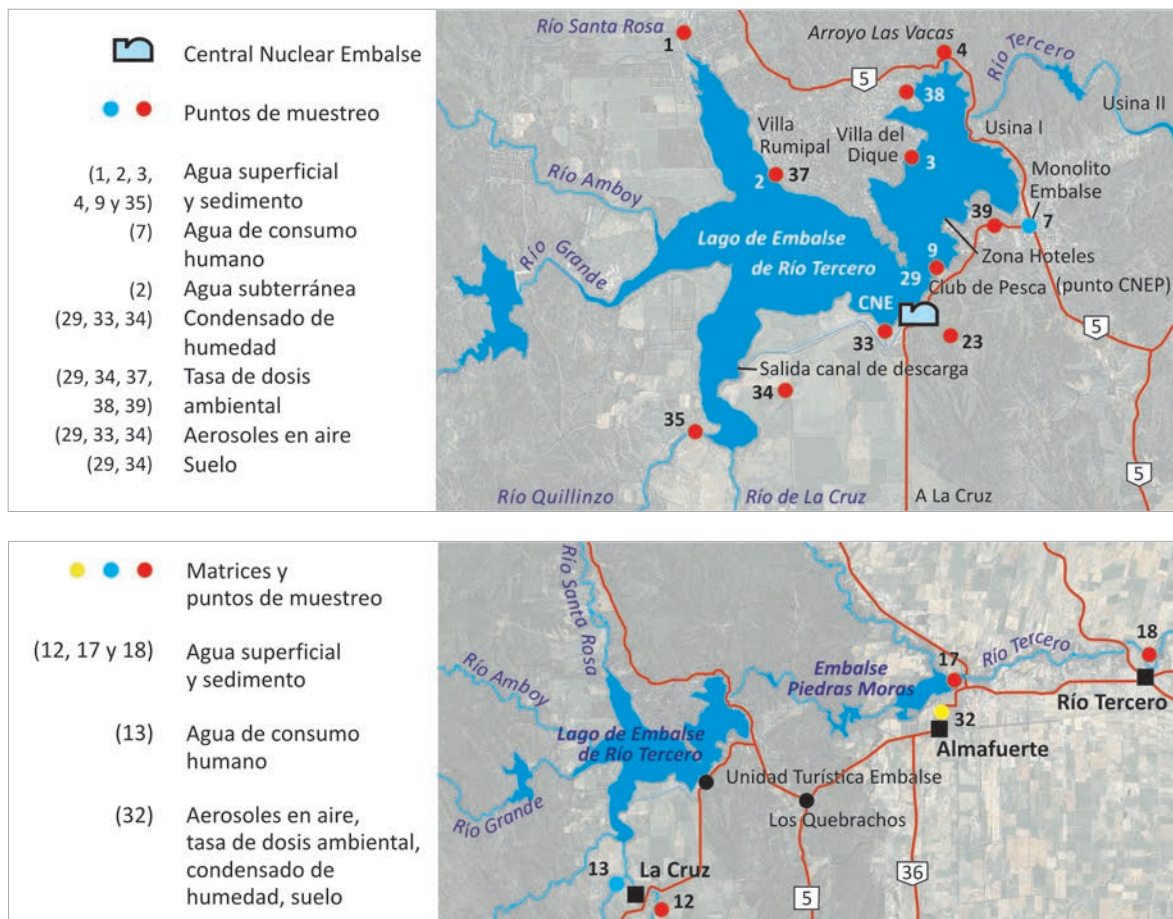 Central Nuclear Embalse
Puntos de muestreo
(1, 2, 3, Agua superficial
4, 9 y 35) y sedimento
(7) Agua de consumo
humano
(2) Agua subterránea
(29, 33, 34) Condensado de
humedad
(29, 34, 37, Tasa de dosis
38, 39) ambiental
(29, 33, 34) Aerosoles en aire
(29, 34) Suelo
Río Santa Rosa
1
Arroyo Las Vacas
4
5
Río Tercero
38
Usina II
Usina I
Villa
Rumipal
Villa del
Dique
3
Monolito
Embalse
Río Amboy
2
37
39
7
Lago de Embalse
de Río Tercero
Río Grande
Zona Hoteles
9
29
Club de Pesca (punto CNEP)
CNE
33
23
5
Salida canal de descarga
34
35
5
Río Quillinzo
Río de La Cruz
A La Cruz
Matrices y
puntos de muestreo
(12, 17 y 18) Agua superficial
y sedimento
(13) Agua de consumo
humano
(32) Aerosoles en aire,
tasa de dosis ambiental,
condensado de
humedad, suelo
Río Santa Rosa
Río Amboy
18
17
Río Tercero
Embalse
Piedras Moras
Río Tercero
32
Almafuerte
Lago de Embalse
de Río Tercero
Unidad Turística Embalse
Los Quebrachos
Río Grande
13
La Cruz
12
5
36